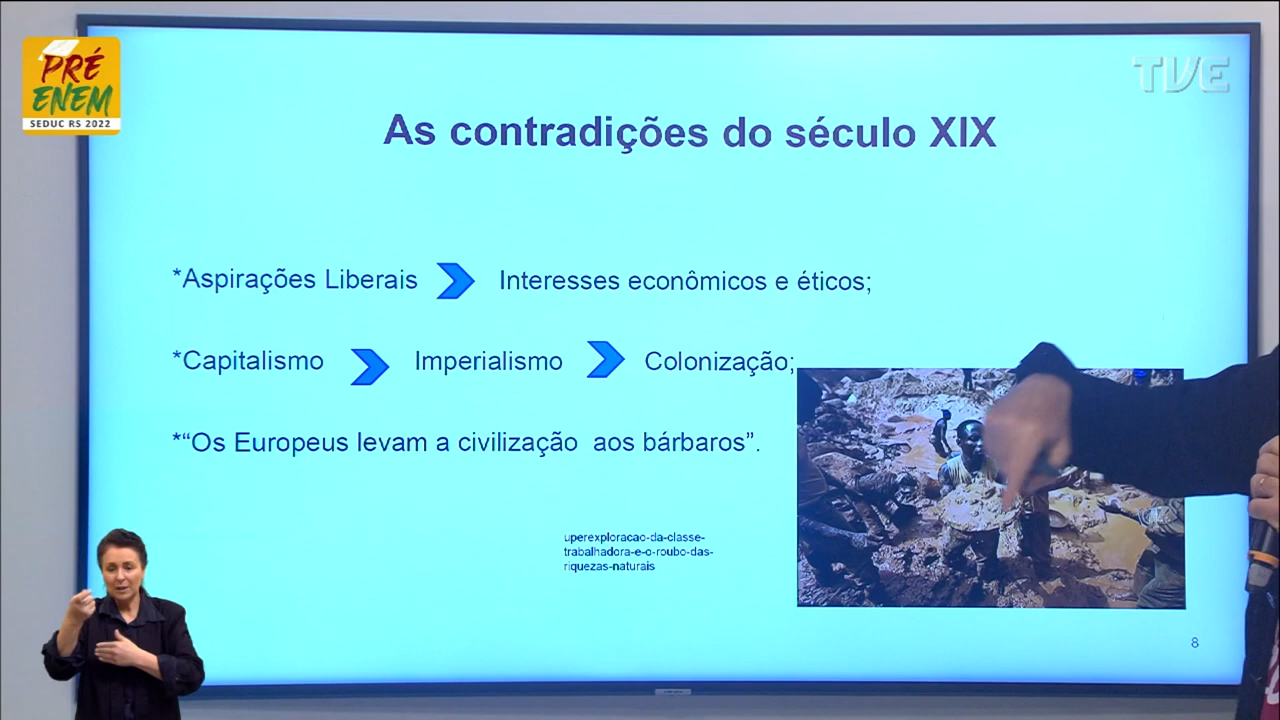 PRÉ
ENEM
SEDUC RS 2022
TVE
As contradições do século XIX
*Aspirações Liberais Interesses econômicos e éticos;
*Capitalismo Imperialismo Colonização;
*“Os Europeus levam a civilização aos bárbaros”.
uperexploracao-da-classe-
trabalhadora-e-o-roubo-das-
riquezas-naturais
8